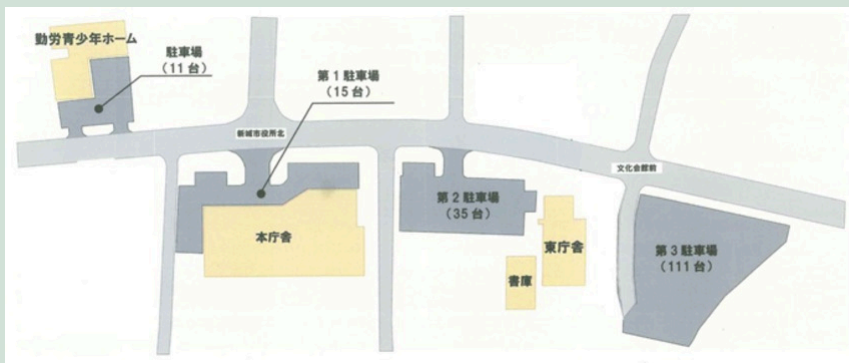 勤労青少年ホーム
駐車場
（11台）
第１駐車場
（15台）
新城市役所北
文化会館前
第２駐車場
（35台）
本庁舎
東庁舎
書庫
第３駐車場
（111台）